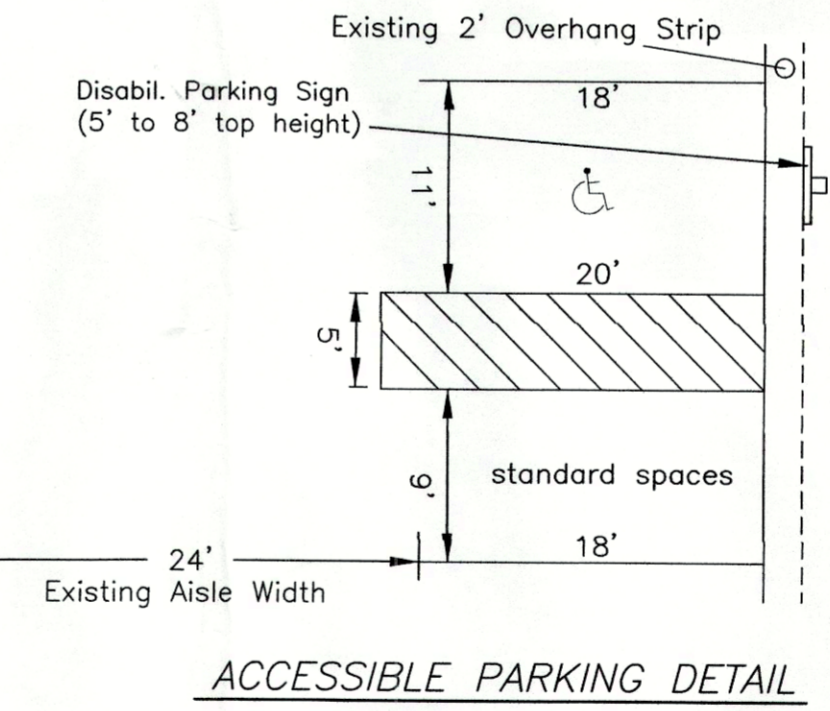 Existing 2' Overhang Strip
Disabil. Parking Sign
(5' to 8' top height)
18'
11'
20'
5'
standard spaces
9'
18'
24'
Existing Aisle Width
ACCESSIBLE PARKING DETAIL